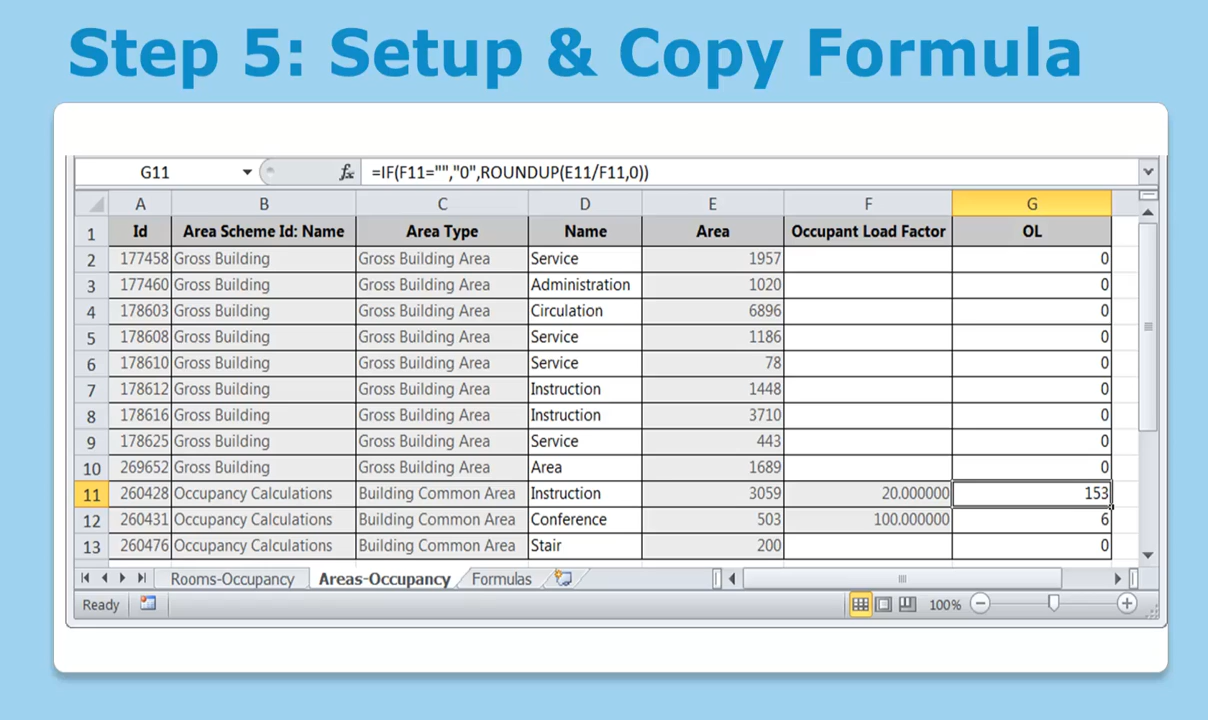 Step 5: Setup & Copy Formula
G11 fx =IF(F11="","0",ROUNDUP(E11/F11,0))
A B C D E F G
1 Id Area Scheme Id: Name Area Type Name Area Occupant Load Factor OL
2 177458 Gross Building Gross Building Area Service 1957 0
3 177460 Gross Building Gross Building Area Administration 1020 0
4 178603 Gross Building Gross Building Area Circulation 6896 0
5 178608 Gross Building Gross Building Area Service 1186 0
6 178610 Gross Building Gross Building Area Service 78 0
7 178612 Gross Building Gross Building Area Instruction 1448 0
8 178616 Gross Building Gross Building Area Instruction 3710 0
9 178625 Gross Building Gross Building Area Service 443 0
10 269652 Gross Building Gross Building Area Area 1689 0
11 260428 Occupancy Calculations Building Common Area Instruction 3059 20.000000 153
12 260431 Occupancy Calculations Building Common Area Conference 503 100.000000 6
13 260476 Occupancy Calculations Building Common Area Stair 200 0
Rooms-Occupancy Areas-Occupancy Formulas
Ready 100%